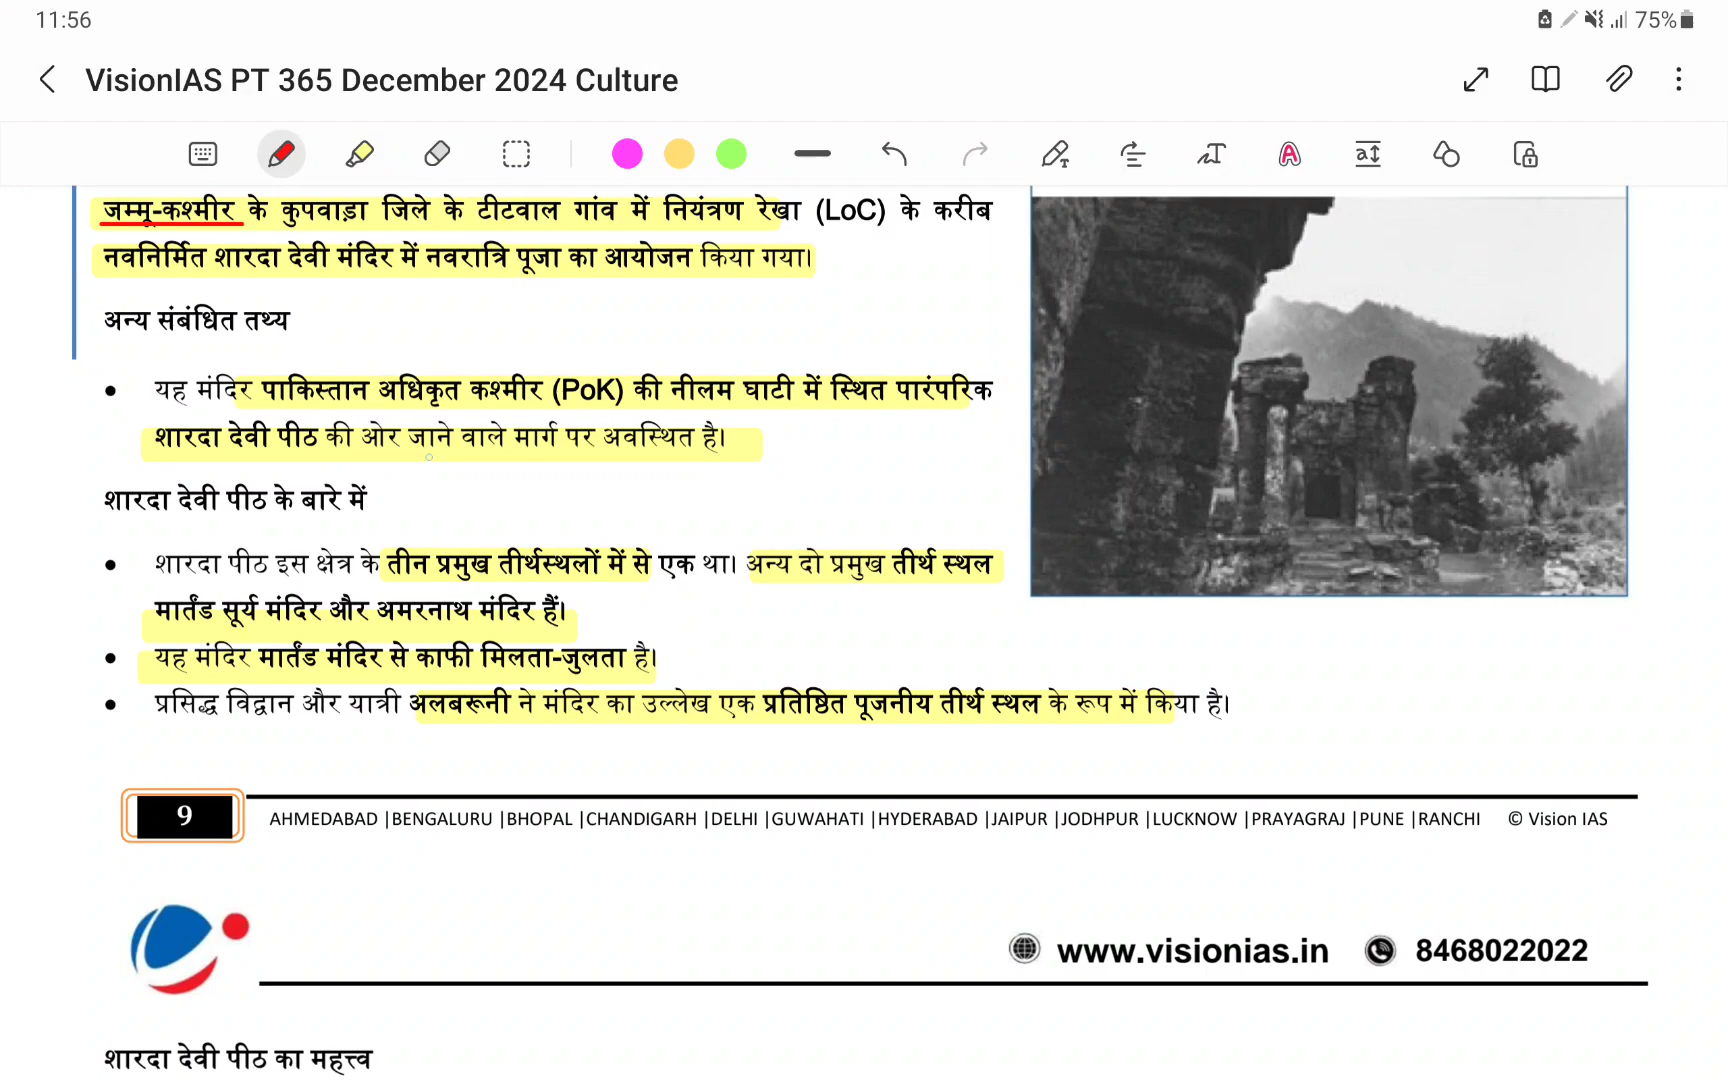 11:56
75%
VisionIAS PT 365 December 2024 Culture
जम्मू-कश्मीर के कुपवाड़ा जिले के टीटवाल गांव में नियंत्रण रेखा (LoC) के करीब
नवनिर्मित शारदा देवी मंदिर में नवरात्रि पूजा का आयोजन किया गया।
अन्य संबंधित तथ्य
• यह मंदिर पाकिस्तान अधिकृत कश्मीर (PoK) की नीलम घाटी में स्थित पारंपरिक
शारदा देवी पीठ की ओर जाने वाले मार्ग पर अवस्थित है।
शारदा देवी पीठ के बारे में
• शारदा पीठ इस क्षेत्र के तीन प्रमुख तीर्थस्थलों में से एक था। अन्य दो प्रमुख तीर्थ स्थल
मार्तंड सूर्य मंदिर और अमरनाथ मंदिर हैं।
• यह मंदिर मार्तंड मंदिर से काफी मिलता-जुलता है।
• प्रसिद्ध विद्वान और यात्री अलबरूनी ने मंदिर का उल्लेख एक प्रतिष्ठित पूजनीय तीर्थ स्थल के रूप में किया है।
9 AHMEDABAD |BENGALURU |BHOPAL |CHANDIGARH |DELHI |GUWAHATI |HYDERABAD |JAIPUR |JODHPUR |LUCKNOW |PRAYAGRAJ |PUNE |RANCHI © Vision IAS
www.visionias.in 8468022022
शारदा देवी पीठ का महत्त्व